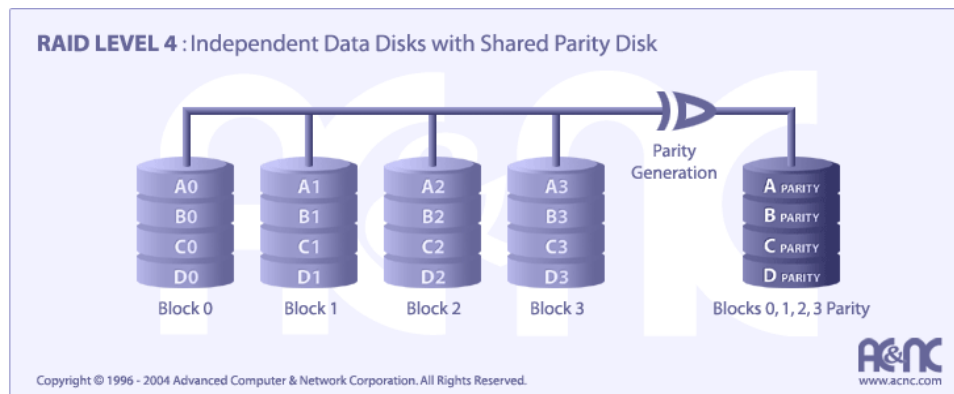 RAID LEVEL 4 : Independent Data Disks with Shared Parity Disk
Parity
Generation
A0 A1 A2 A3 A PARITY
B0 B1 B2 B3 B PARITY
C0 C1 C2 C3 C PARITY
D0 D1 D2 D3 D PARITY
Block 0 Block 1 Block 2 Block 3 Blocks 0, 1, 2, 3 Parity
AC&NC
Copyright © 1996 - 2004 Advanced Computer & Network Corporation. All Rights Reserved.
www.acnc.com